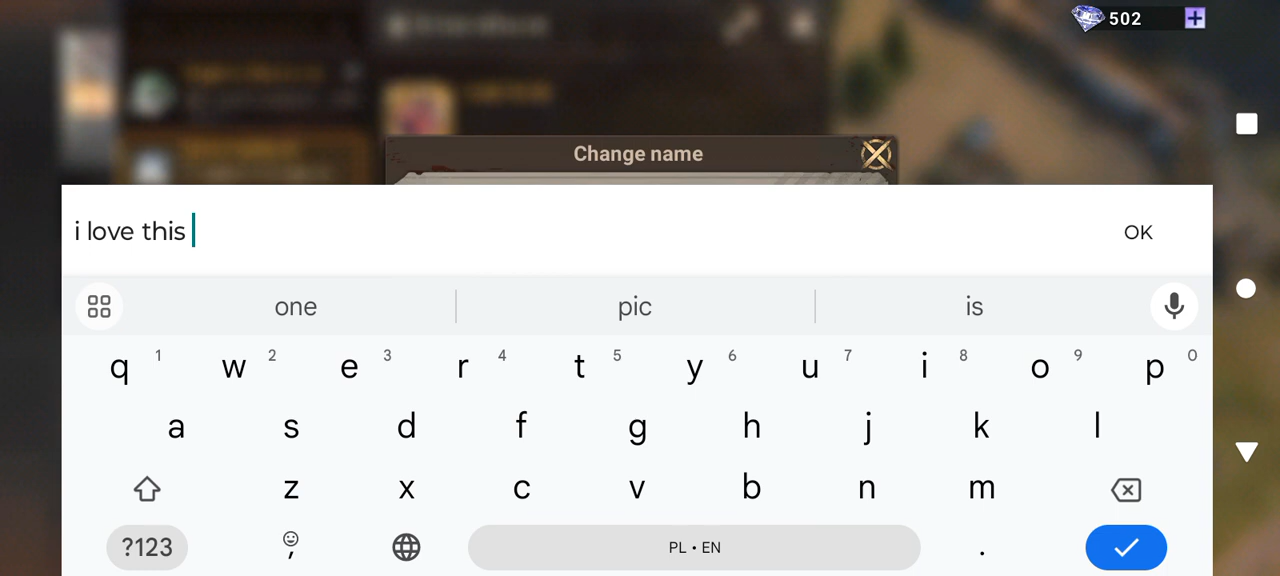 502
Change name
i love this
OK
one pic is
q 1 w 2 e 3 r 4 t 5 y 6 u 7 i 8 o 9 p 0
a s d f g h j k l
z x c v b n m
?123 , PL • EN .